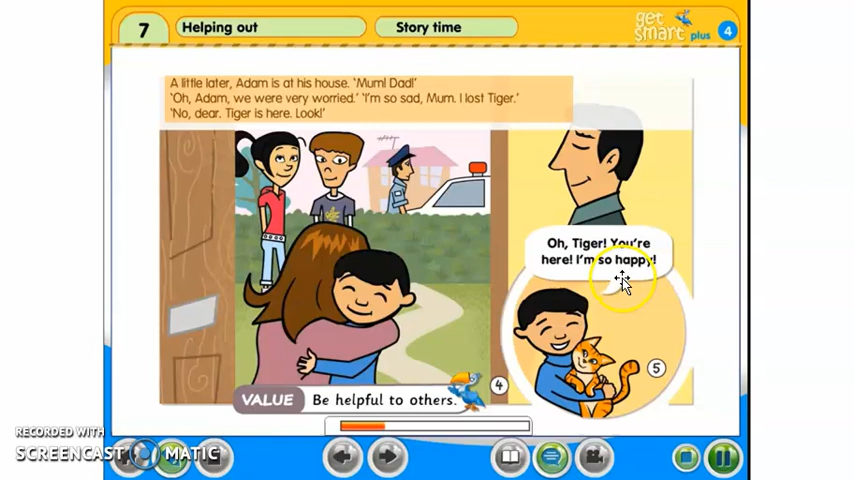 7
Helping out
Story time
get smart plus 4
A little later, Adam is at his house. ‘Mum! Dad!’
‘Oh, Adam, we were very worried.’ ‘I’m so sad, Mum. I lost Tiger.’
‘No, dear. Tiger is here. Look!’
Oh, Tiger! You’re
here! I’m so happy!
5
4
VALUE Be helpful to others.
RECORDED WITH
SCREENCAST MATIC